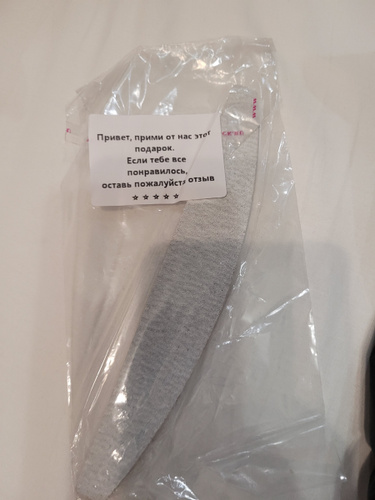 Привет, прими от нас этот
подарок.
Если тебе все
понравилось,
оставь пожалуйста отзыв